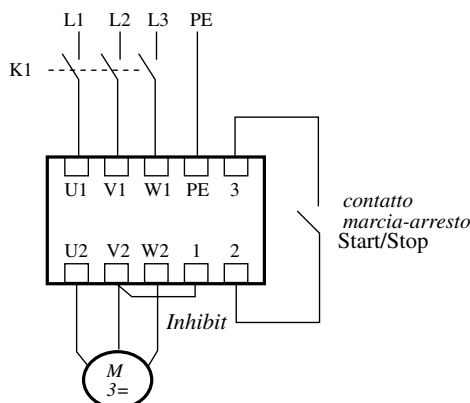 L1 L2 L3 PE
K1
U1 V1 W1 PE 3
contatto
marcia-arresto
Start/Stop
U2 V2 W2 1 2
Inhibit
M
3=